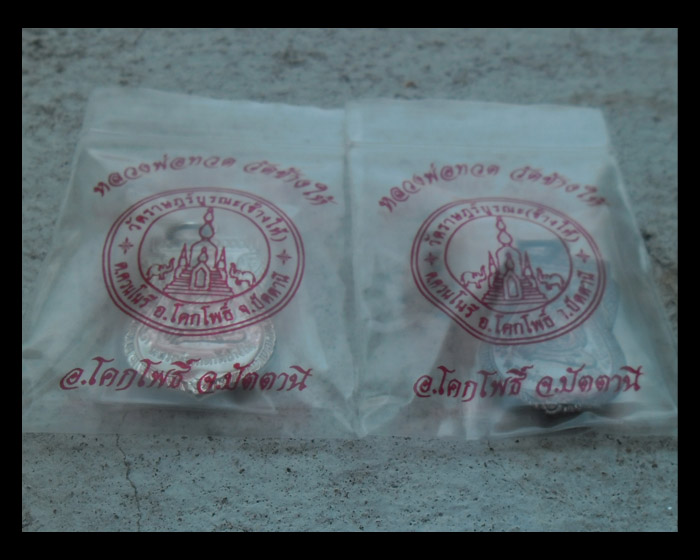 หลวงพ่อทวด วัดช้างให้
วัดราษฎร์บูรณะ(ช้างให้)
ต.ควนโนรี อ.โคกโพธิ์ จ.ปัตตานี
อ.โคกโพธิ์ จ.ปัตตานี
หลวงพ่อทวด วัดช้างให้
วัดราษฎร์บูรณะ(ช้างให้)
ต.ควนโนรี อ.โคกโพธิ์ จ.ปัตตานี
อ.โคกโพธิ์ จ.ปัตตานี